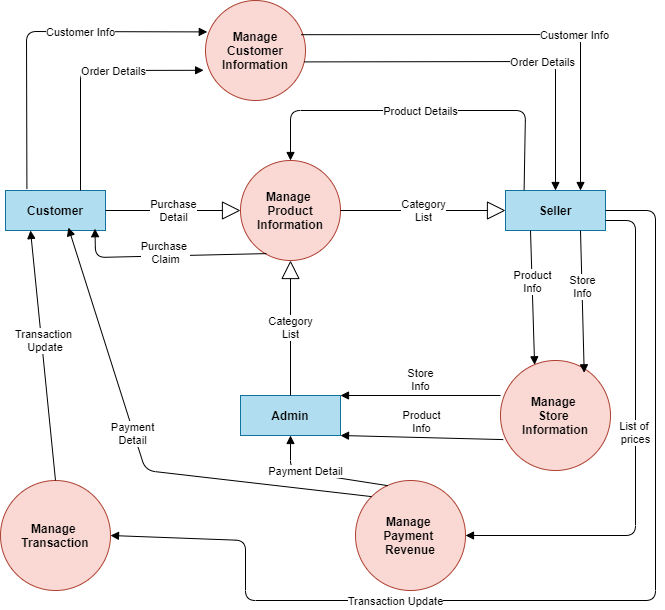 Customer Info
Manage
Customer
Information
Customer Info
Order Details
Order Details
Product Details
Customer
Purchase
Detail
Manage
Product
Information
Category
List
Seller
Purchase
Claim
Product
Info
Store
Info
Category
List
Transaction
Update
Store
Info
Admin
Product
Info
Manage
Store
Information
Payment
Detail
List of
prices
Payment Detail
Manage
Transaction
Manage
Payment
Revenue
Transaction Update